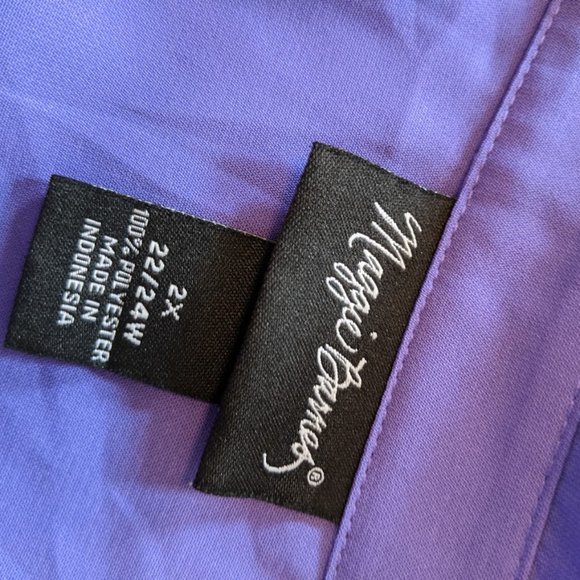 Maggie Barnes®
2X
22/24W
100% POLYESTER
MADE IN
INDONESIA